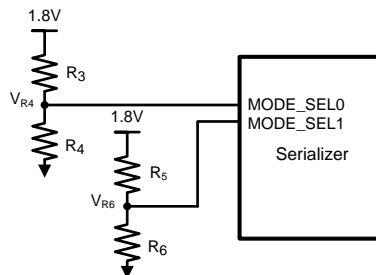 1.8V
R3
VR4
R4
1.8V
R5
VR6
R6
MODE_SEL0
MODE_SEL1
Serializer